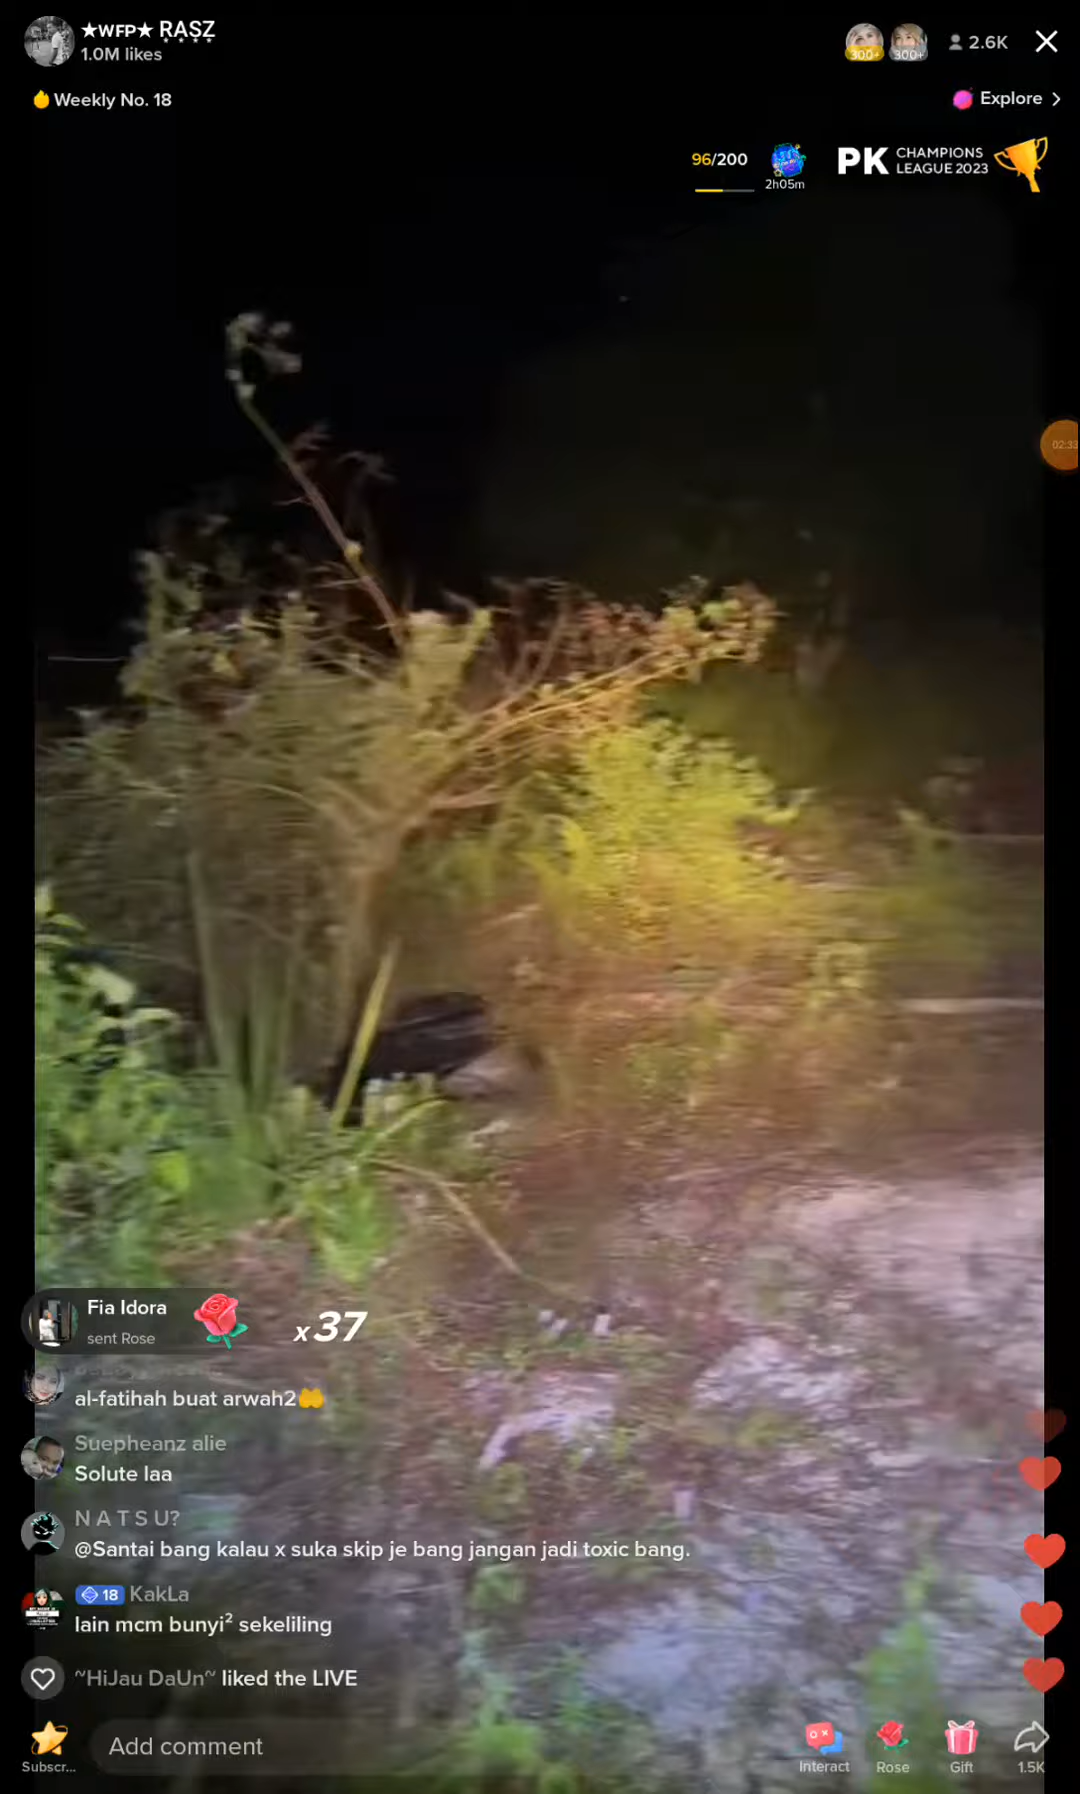 ★WFP★ RASZ
1.0M likes
300+
300+
2.6K
Weekly No. 18
Explore
96/200
2h05m
PK CHAMPIONS
LEAGUE 2023
02:33
Fia Idora
sent Rose
x37
al-fatihah buat arwah2🤲
Suepheanz alie
Solute laa
N A T S U?
@Santai bang kalau x suka skip je bang jangan jadi toxic bang.
18 KakLa
lain mcm bunyi² sekeliling
~HiJau DaUn~ liked the LIVE
Add comment
Subscr...
Interact
Rose
Gift
1.5K